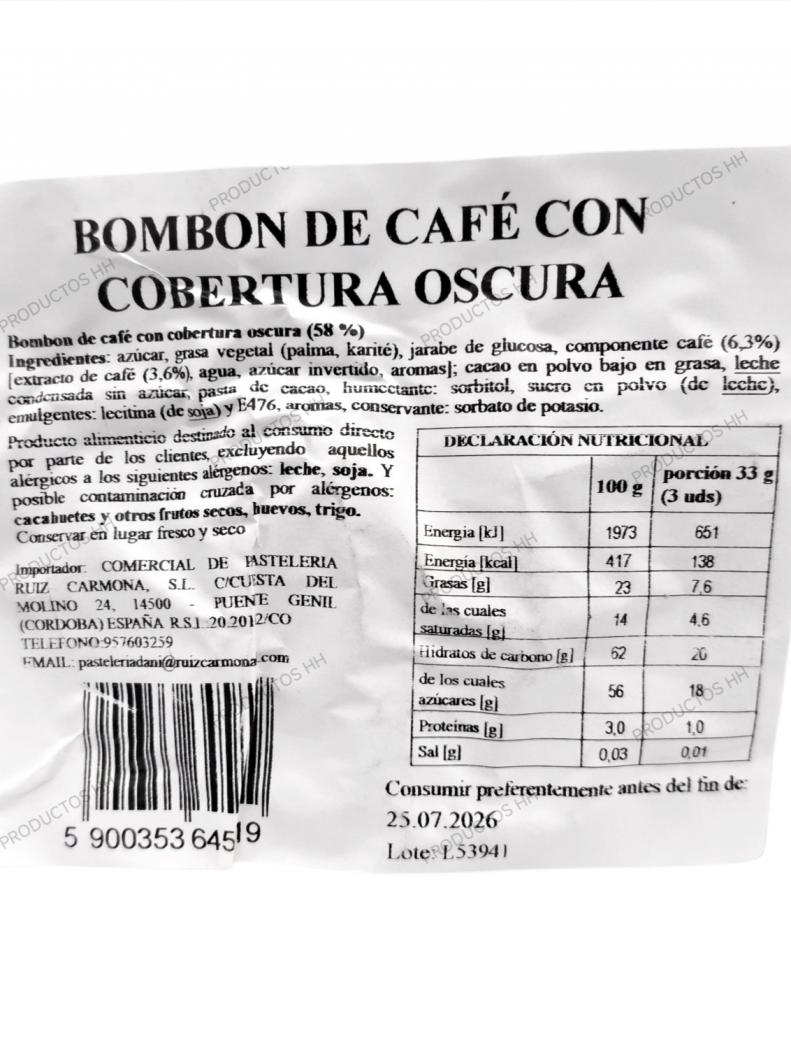 BOMBON DE CAFÉ CON
COBERTURA OSCURA
Bombon de café con cobertura oscura (58 %)
Ingredientes: azúcar, grasa vegetal (palma, karité), jarabe de glucosa, componente café (6,3%)
[extracto de café (3,6%), agua, azúcar invertido, aromas]; cacao en polvo bajo en grasa, leche
condensada sin azúcar, pasta de cacao, humectante: sorbitol, suero en polvo (de leche),
emulgentes: lecitina (de soja) y E476, aromas, conservante: sorbato de potasio.
Producto alimenticio destinado al consumo directo
por parte de los clientes, excluyendo aquellos
alérgicos a los siguientes alérgenos: leche, soja. Y
posible contaminación cruzada por alérgenos:
cacahuetes y otros frutos secos, huevos, trigo.
Conservar en lugar fresco y seco
Importador: COMERCIAL DE PASTELERIA
RUIZ CARMONA, S.L. C/CUESTA DEL
MOLINO 24, 14500 - PUENTE GENIL
(CORDOBA) ESPAÑA R.S.I. 20.2012/CO
TELEFONO:957603259
EMAIL: pasteleriadani@ruizcarmona.com
5 900353 64519
DECLARACIÓN NUTRICIONAL
100 g porción 33 g
(3 uds)
Energia [kJ] 1973 651
Energía [kcal] 417 138
Grasas [g] 23 7,6
de las cuales
saturadas [g] 14 4,6
Hidratos de carbono [g] 62 20
de los cuales
azúcares [g] 56 18
Proteínas [g] 3,0 1,0
Sal [g] 0,03 0,01
Consumir preferentemente antes del fin de:
25.07.2026
Lote: L53941
PRODUCTOS HH